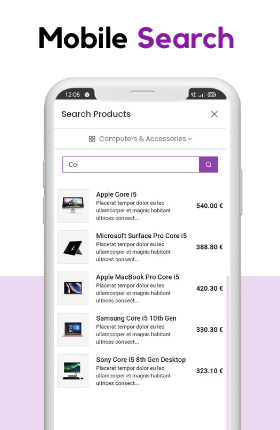 Mobile Search
12:06
Search Products
Computers & Accessories
Co
Apple Core i5
Placerat tempor dolor eu leo
ullamcorper et magnis habitant
ultrices consect...
540.00 €
Microsoft Surface Pro Core i5
Placerat tempor dolor eu leo
ullamcorper et magnis habitant
ultrices consect...
388.80 €
Apple MacBook Pro Core i5
Placerat tempor dolor eu leo
ullamcorper et magnis habitant
ultrices consect...
420.30 €
Samsung Core i5 10th Gen
Placerat tempor dolor eu leo
ullamcorper et magnis habitant
ultrices consect...
330.30 €
Sony Core i5 8th Gen Desktop
Placerat tempor dolor eu leo
ullamcorper et magnis habitant
ultrices consect...
323.10 €